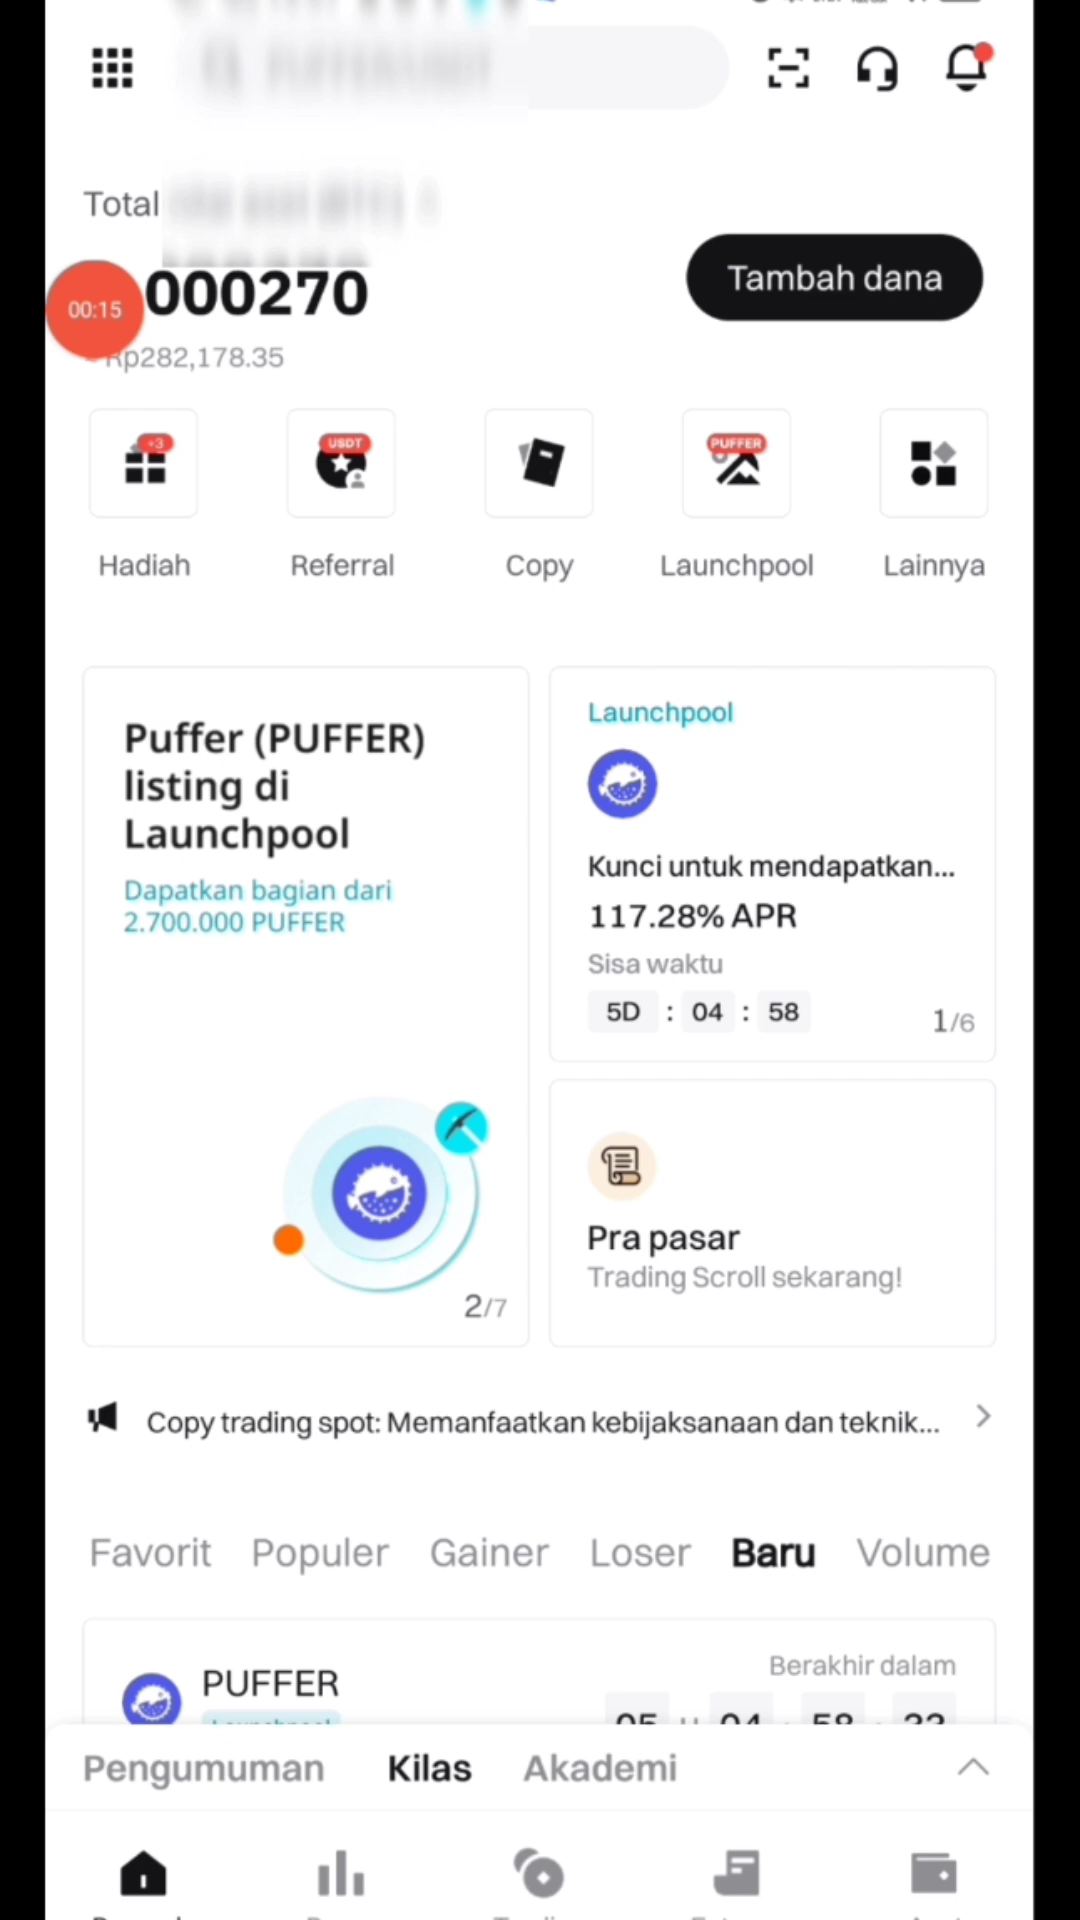 Total
000270
Tambah dana
00:15
Rp282,178.35
+3
USDT
PUFFER
Hadiah
Referral
Copy
Launchpool
Lainnya
Puffer (PUFFER)
listing di
Launchpool
Dapatkan bagian dari
2.700.000 PUFFER
2/7
Launchpool
Kunci untuk mendapatkan...
117.28% APR
Sisa waktu
5D : 04 : 58
1/6
Pra pasar
Trading Scroll sekarang!
Copy trading spot: Memanfaatkan kebijaksanaan dan teknik...
Favorit Populer Gainer Loser Baru Volume
PUFFER
Berakhir dalam
Launchpool
Pengumuman Kilas Akademi